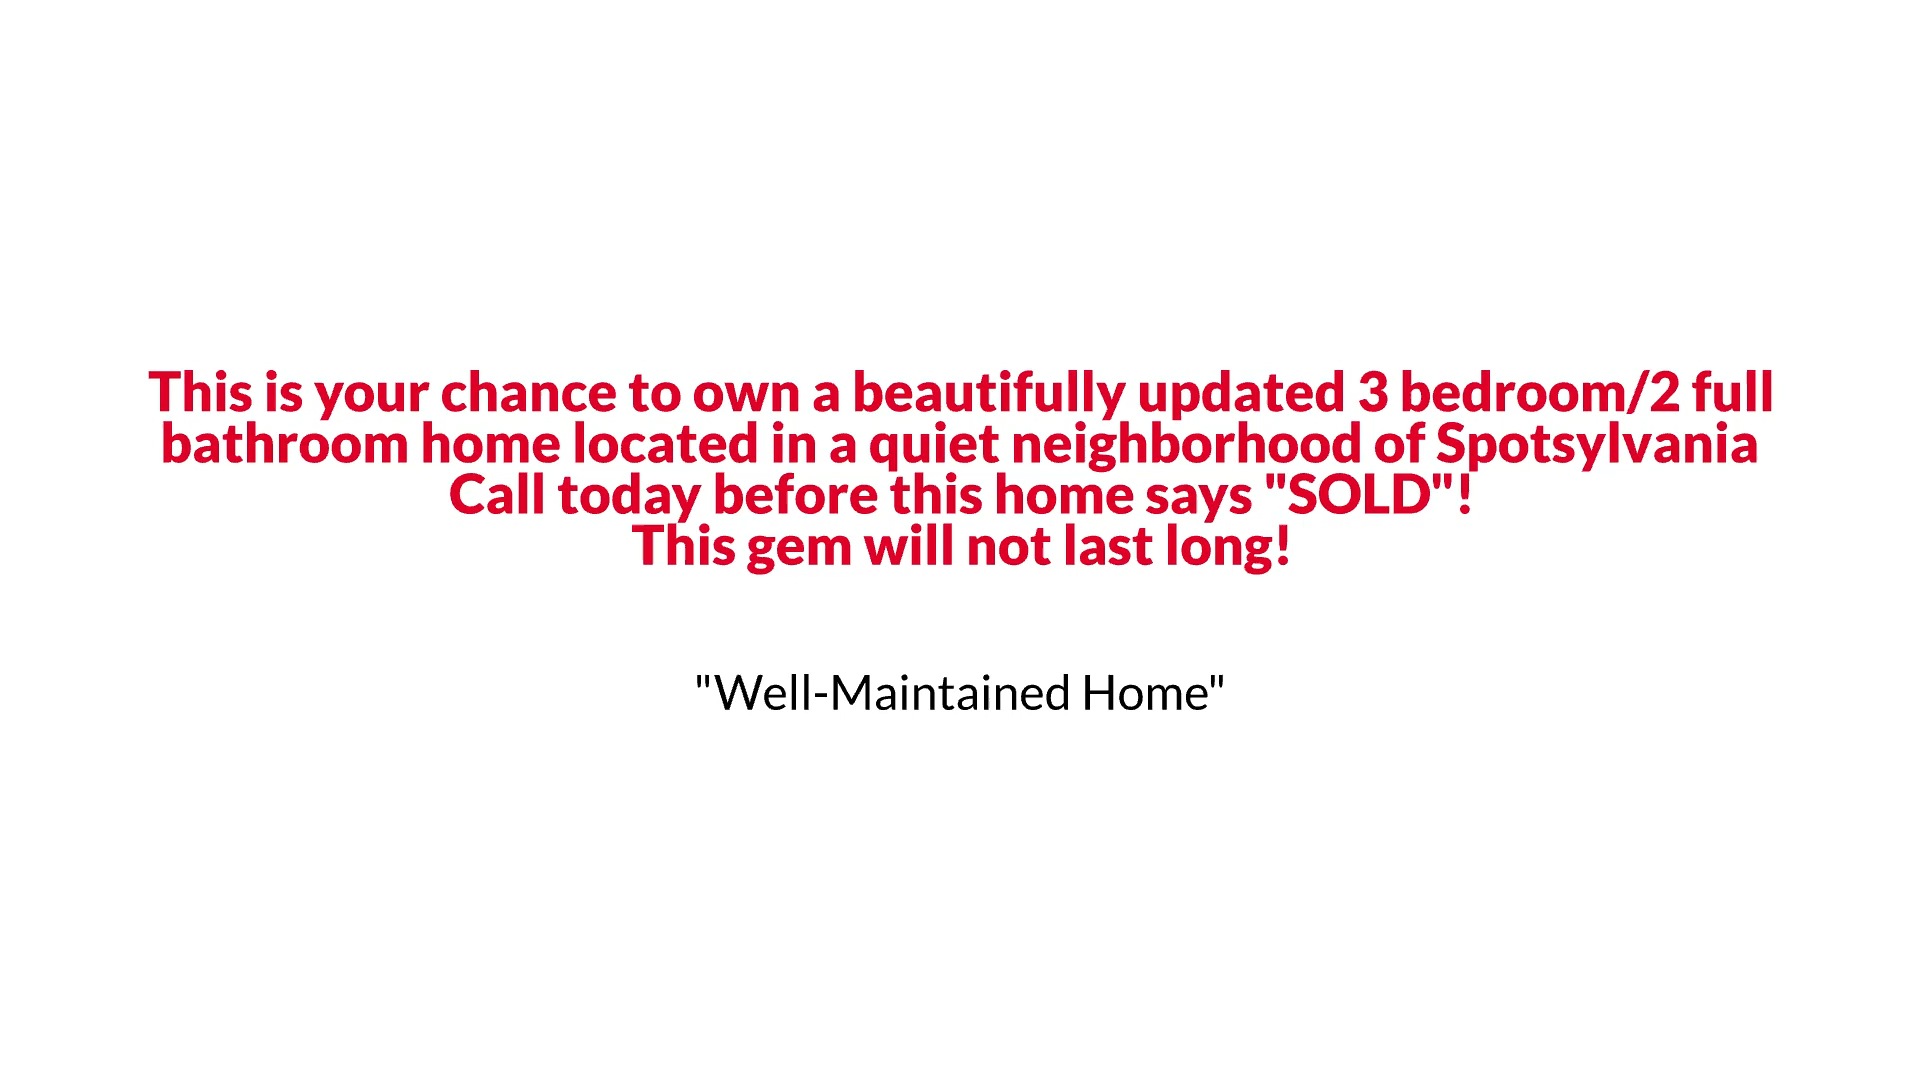 This is your chance to own a beautifully updated 3 bedroom/2 full
bathroom home located in a quiet neighborhood of Spotsylvania
Call today before this home says "SOLD"!
This gem will not last long!
"Well-Maintained Home"